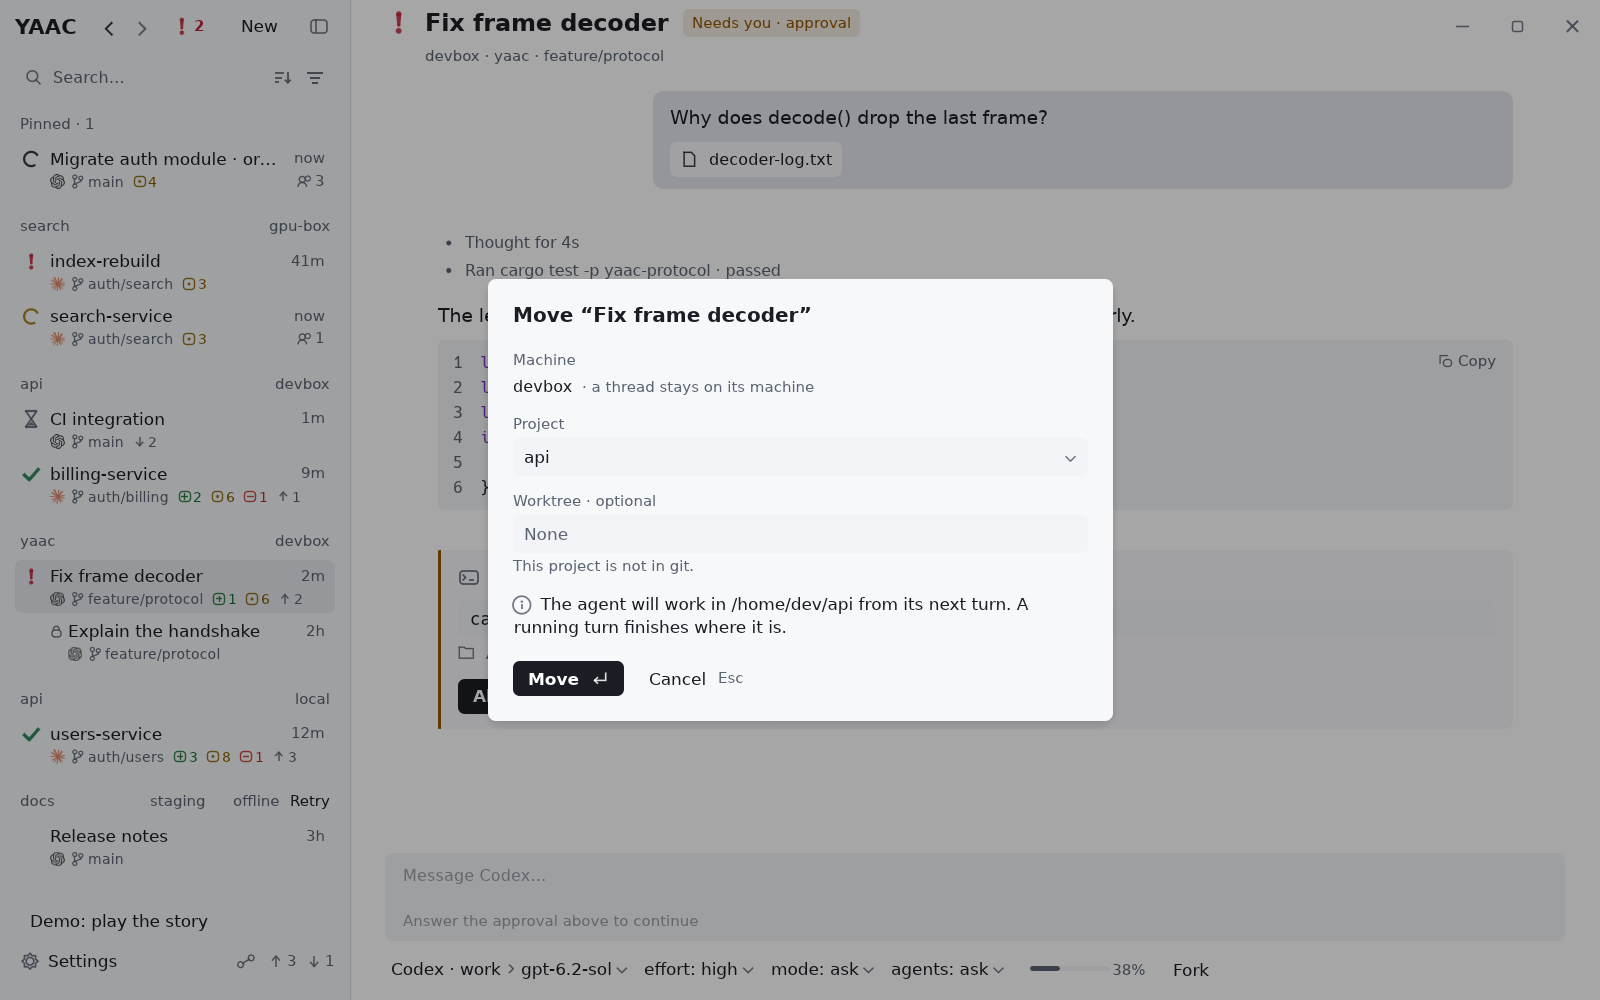 YAAC
2
New
Search...
Pinned · 1
Migrate auth module · or... now
main 4 3
search gpu-box
index-rebuild 41m
auth/search 3
search-service now
auth/search 3 1
api devbox
CI integration 1m
main 2
billing-service 9m
auth/billing 2 6 1 ↑1
yaac devbox
Fix frame decoder 2m
feature/protocol 1 6 ↑2
Explain the handshake 2h
feature/protocol
api local
users-service 12m
auth/users 3 8 1 ↑3
docs staging offline Retry
Release notes 3h
main
Demo: play the story
Settings ↑3 ↓1
Fix frame decoder Needs you · approval
devbox · yaac · feature/protocol
Why does decode() drop the last frame?
decoder-log.txt
• Thought for 4s
• Ran cargo test -p yaac-protocol · passed
The
1
2
3
4
5
6 }
Copy
Move “Fix frame decoder”
Machine
devbox · a thread stays on its machine
Project
api
Worktree · optional
None
This project is not in git.
The agent will work in /home/dev/api from its next turn. A
running turn finishes where it is.
Move Cancel Esc
Message Codex...
Answer the approval above to continue
Codex · work gpt-6.2-sol effort: high mode: ask agents: ask 38% Fork